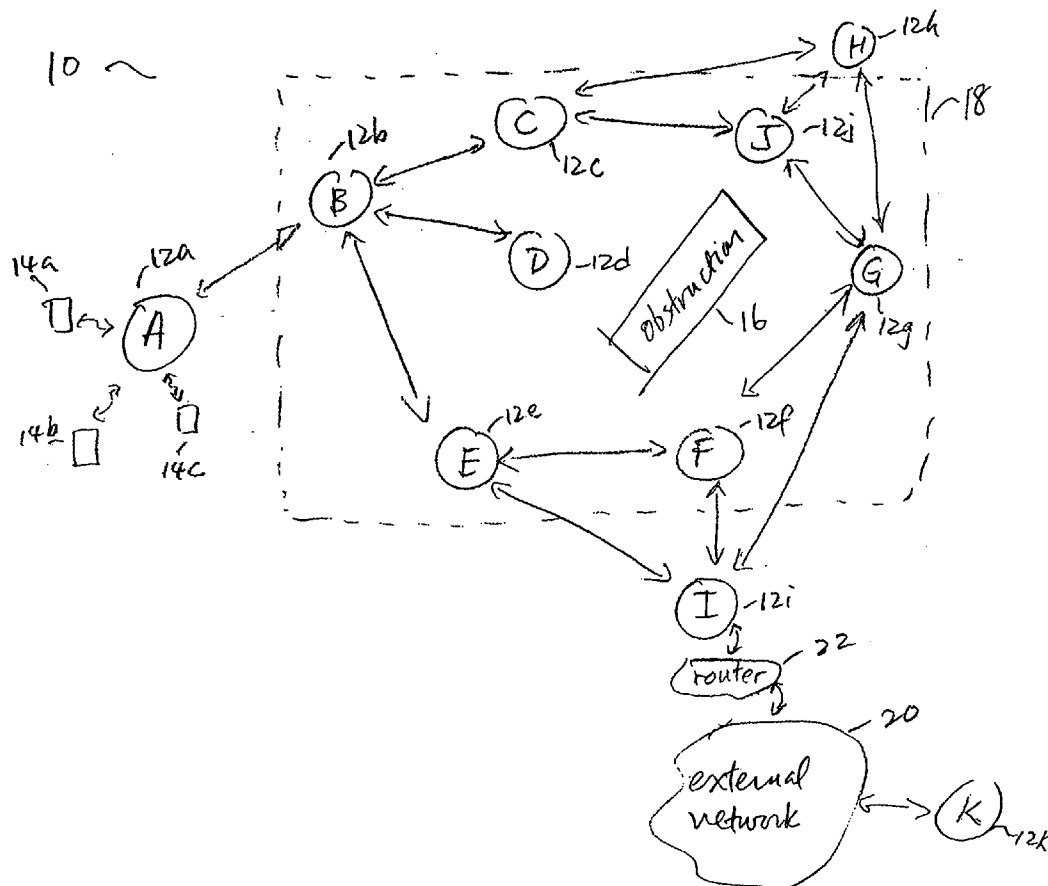 10
H
12h
18
C
12c
J
12j
12b
B
D
12d
obstruction
16
G
12g
14a
12a
A
14b
14c
12e
E
12f
F
I
12i
router
22
20
external
network
K
12k